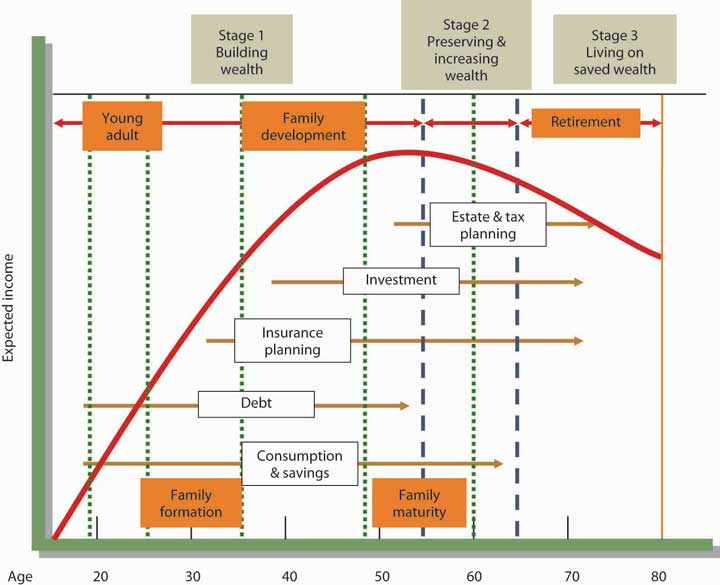 Stage 1
Building
wealth
Stage 2
Preserving &
increasing
wealth
Stage 3
Living on
saved wealth
Young
adult
Family
development
Retirement
Estate & tax
planning
Investment
Insurance
planning
Debt
Consumption
& savings
Family
formation
Family
maturity
Expected income
Age 20 30 40 50 60 70 80